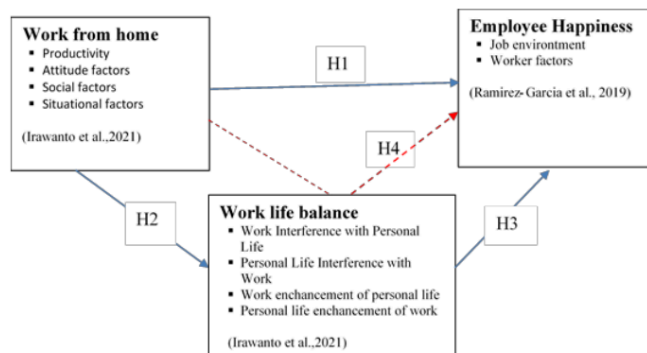 Work from home
▪ Productivity
▪ Attitude factors
▪ Social factors
▪ Situational factors
(Irawanto et al.,2021)
H1
Employee Happiness
▪ Job environtment
▪ Worker factors
(Ramirez-Garcia et al., 2019)
H4
H2
Work life balance
▪ Work Interference with Personal
Life
▪ Personal Life Interference with
Work
▪ Work enchancement of personal life
▪ Personal life enchancement of work
(Irawanto et al.,2021)
H3